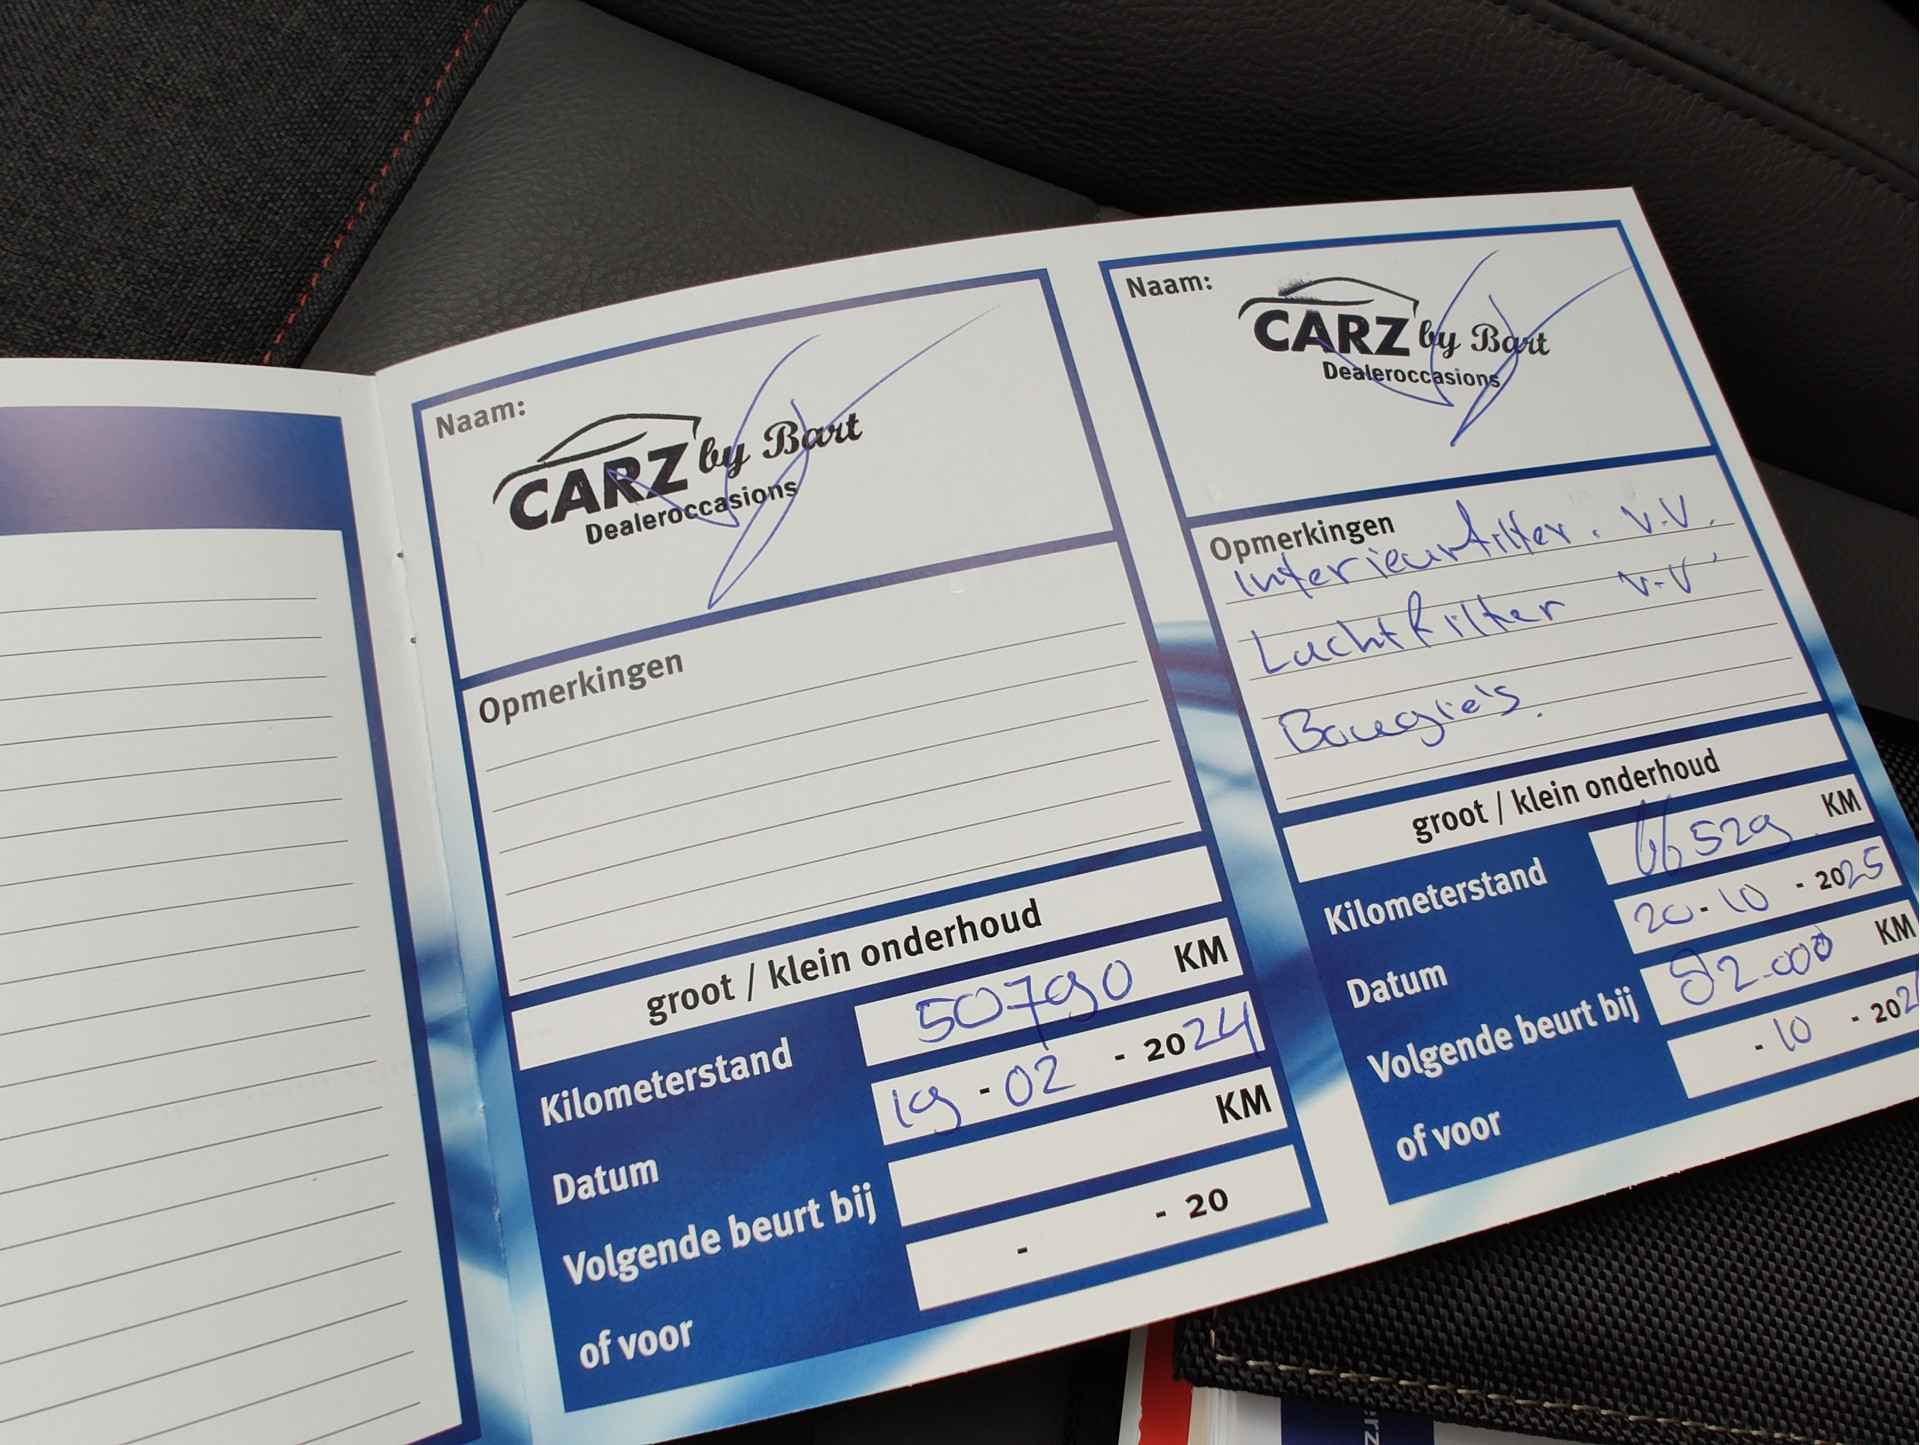 Naam:
CARZ by Bart
Dealeroccasions
Opmerkingen
groot / klein onderhoud
Kilometerstand 50790 KM
Datum 19 - 02 - 2024
Volgende beurt bij KM
of voor - - 20
Naam:
CARZ by Bart
Dealeroccasions
Opmerkingen
Interieurfilter. V.V.
Luchtfilter V.V
Bougie's.
groot / klein onderhoud
Kilometerstand 66529 KM
Datum 20 - 10 - 2025
Volgende beurt bij 82.000 KM
of voor - 10 - 202